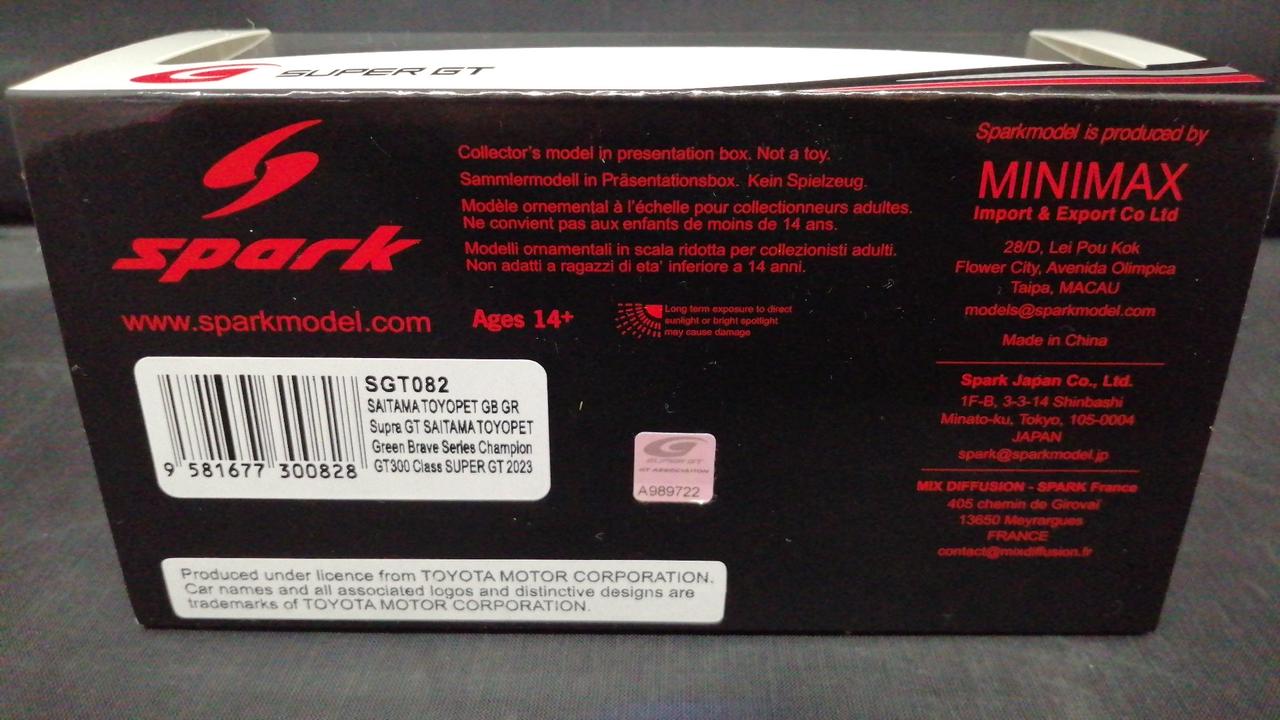 SUPER GT
spark
www.sparkmodel.com
Collector's model in presentation box. Not a toy.
Sammlermodell in Präsentationsbox. Kein Spielzeug.
Modèle ornemental à l'échelle pour collectionneurs adultes.
Ne convient pas aux enfants de moins de 14 ans.
Modelli ornamentali in scala ridotta per collezionisti adulti.
Non adatti a ragazzi di eta' inferiore a 14 anni.
Ages 14+
Long term exposure to direct
sunlight or bright spotlight
may cause damage
Sparkmodel is produced by
MINIMAX
Import & Export Co Ltd
28/D, Lei Pou Kok
Flower City, Avenida Olimpica
Taipa, MACAU
models@sparkmodel.com
Made in China
Spark Japan Co., Ltd.
1F-B, 3-3-14 Shinbashi
Minato-ku, Tokyo, 105-0004
JAPAN
spark@sparkmodel.jp
MIX DIFFUSION - SPARK France
405 chemin de Girovaï
13650 Meyrargues
FRANCE
contact@mixdiffusion.fr
SGT082
SAITAMA TOYOPET GB GR
Supra GT SAITAMA TOYOPET
Green Brave Series Champion
GT300 Class SUPER GT 2023
9 581677 300828
SUPER GT
GT ASSOCIATION
A989722
Produced under licence from TOYOTA MOTOR CORPORATION.
Car names and all associated logos and distinctive designs are
trademarks of TOYOTA MOTOR CORPORATION.